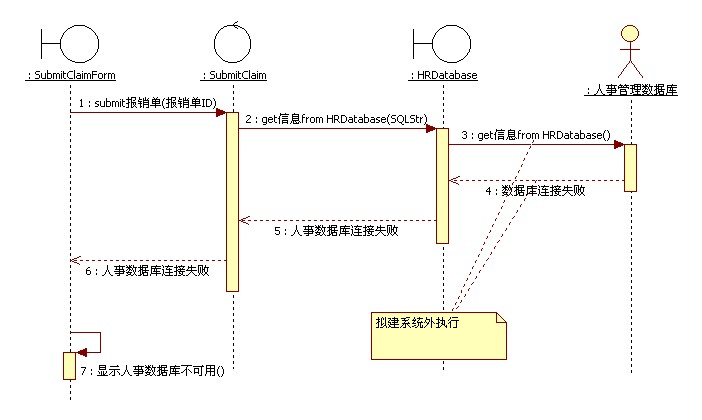 : SubmitClaimForm
: SubmitClaim
: HRDatabase
: 人事管理数据库
1 : submit报销单(报销单ID)
2 : get信息from HRDatabase(SQLStr)
3 : get信息from HRDatabase()
4 : 数据库连接失败
5 : 人事数据库连接失败
6 : 人事数据库连接失败
拟建系统外执行
7 : 显示人事数据库不可用()